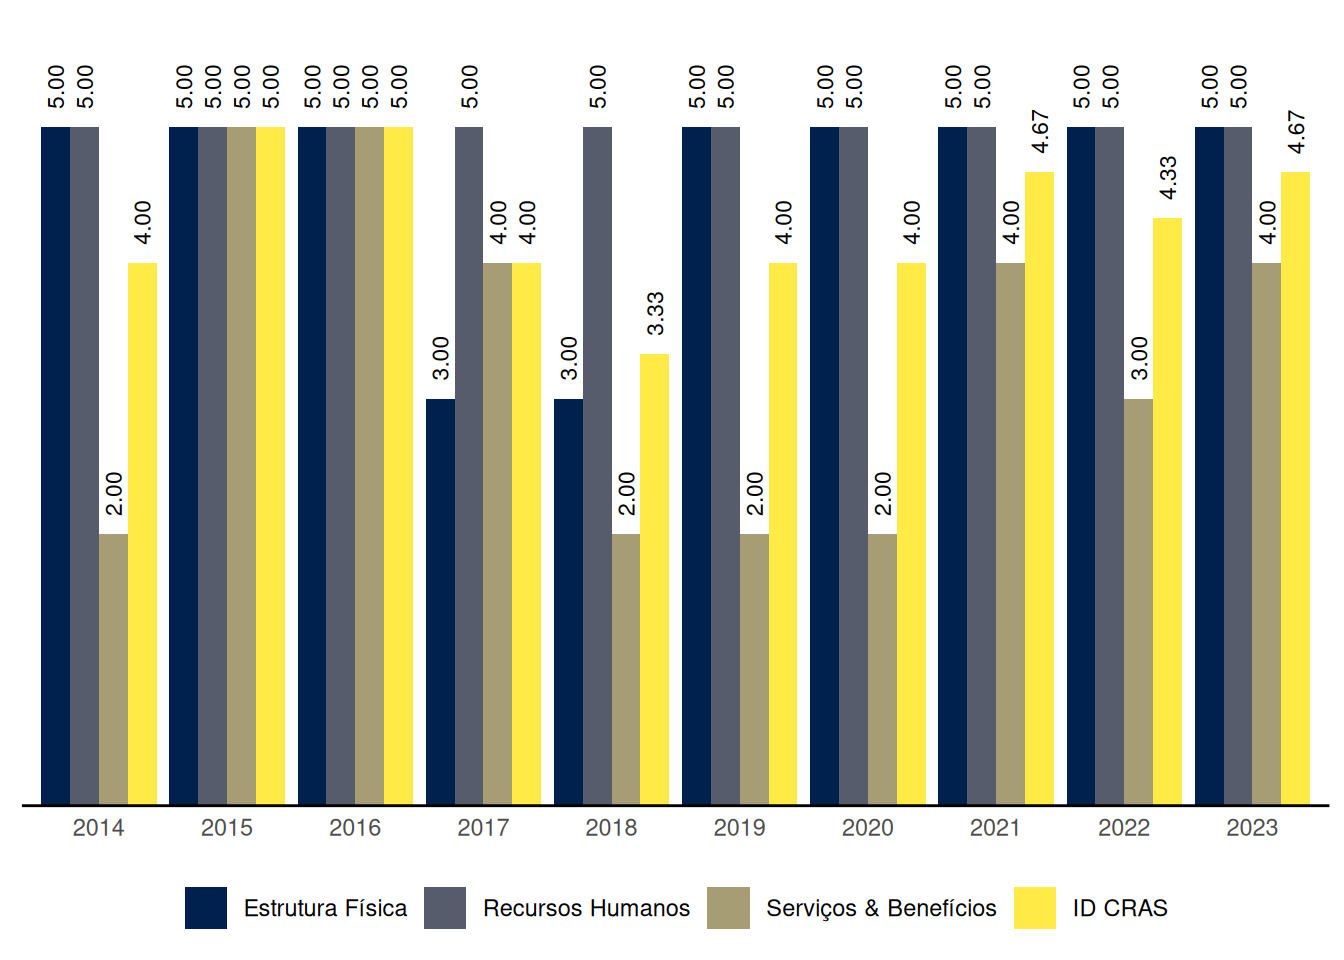 5.00 5.00 2.00 4.00 5.00 5.00 5.00 5.00 5.00 5.00 5.00 5.00 3.00 5.00 4.00 4.00 3.00 5.00 2.00 3.33 5.00 5.00 2.00 4.00 5.00 5.00 2.00 4.00 5.00 5.00 4.00 4.67 5.00 5.00 3.00 4.33 5.00 5.00 4.00 4.67
2014 2015 2016 2017 2018 2019 2020 2021 2022 2023
Estrutura Física Recursos Humanos Serviços & Benefícios ID CRAS